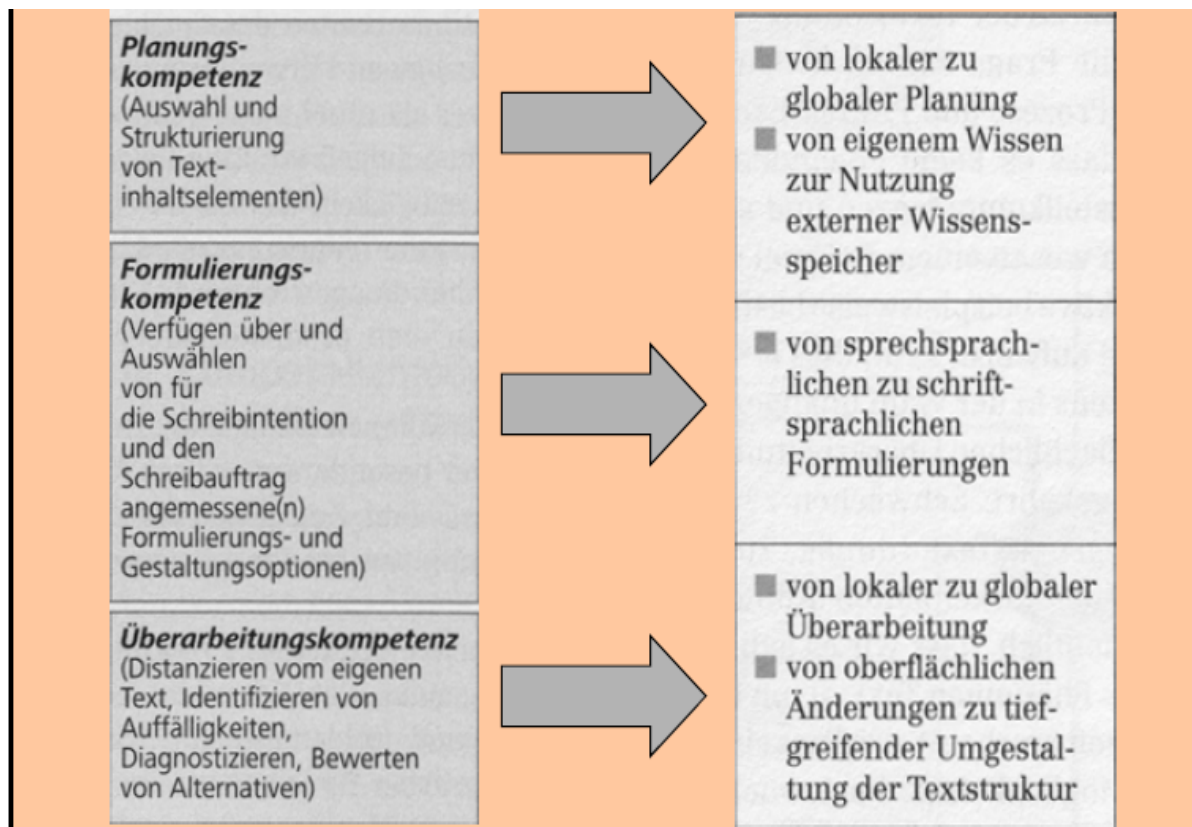 Planungs-
kompetenz
(Auswahl und
Strukturierung
von Text-
inhaltselementen)
von lokaler zu
globaler Planung
von eigenem Wissen
zur Nutzung
externer Wissens-
speicher
Formulierungs-
kompetenz
(Verfügen über und
Auswählen
von für
die Schreibintention
und den
Schreibauftrag
angemessene(n)
Formulierungs- und
Gestaltungsoptionen)
von sprechsprach-
lichen zu schrift-
sprachlichen
Formulierungen
Überarbeitungskompetenz
(Distanzieren vom eigenen
Text, Identifizieren von
Auffälligkeiten,
Diagnostizieren, Bewerten
von Alternativen)
von lokaler zu globaler
Überarbeitung
von oberflächlichen
Änderungen zu tief-
greifender Umgestal-
tung der Textstruktur